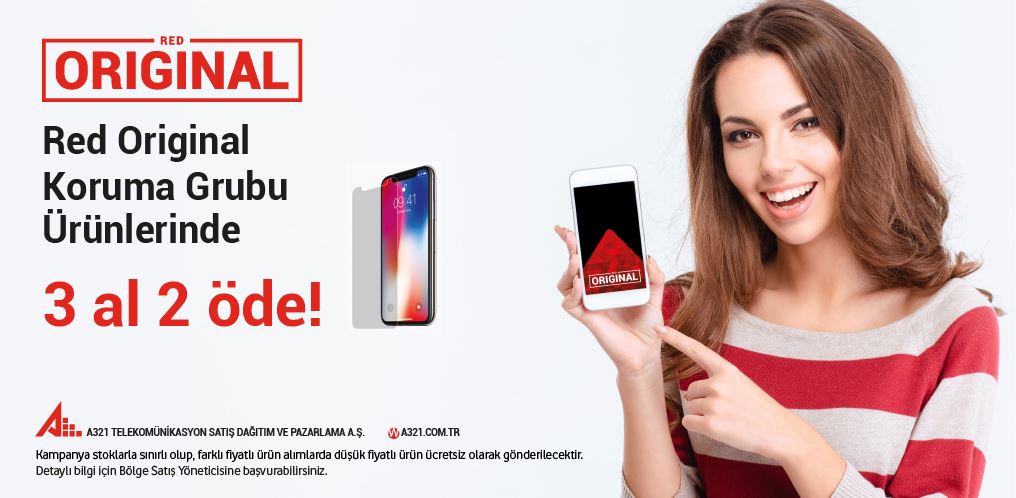 RED
ORIGINAL
Red Original
Koruma Grubu
Ürünlerinde
3 al 2 öde!
09:41
ORIGINAL
A321 TELEKOMÜNİKASYON SATIŞ DAĞITIM VE PAZARLAMA A.Ş.
A321.COM.TR
Kampanya stoklarla sınırlı olup, farklı fiyatlı ürün alımlarda düşük fiyatlı ürün ücretsiz olarak gönderilecektir.
Detaylı bilgi için Bölge Satış Yöneticisine başvurabilirsiniz.